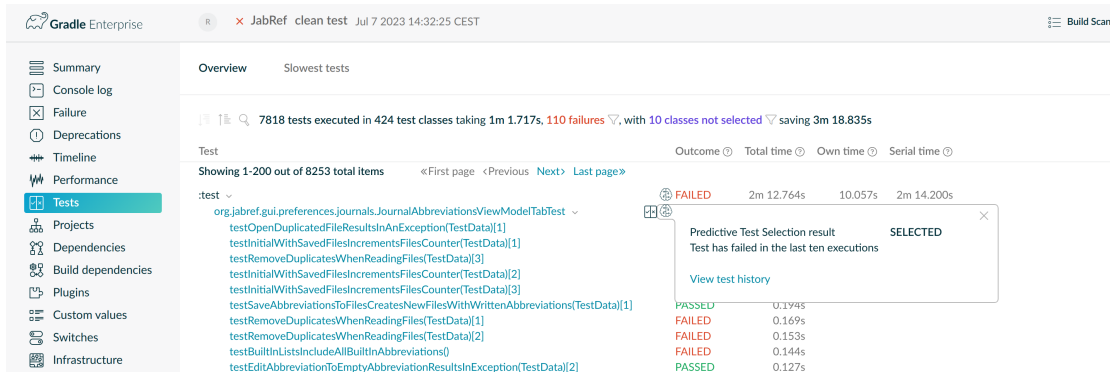 Gradle Enterprise
R × JabRef clean test Jul 7 2023 14:32:25 CEST
Build Scan
Summary
Console log
Failure
Deprecations
Timeline
Performance
Tests
Projects
Dependencies
Build dependencies
Plugins
Custom values
Switches
Infrastructure
Overview Slowest tests
7818 tests executed in 424 test classes taking 1m 1.717s, 110 failures, with 10 classes not selected saving 3m 18.835s
Test Outcome Total time Own time Serial time
Showing 1-200 out of 8253 total items «First page <Previous Next> Last page»
:test FAILED 2m 12.764s 10.057s 2m 14.200s
org.jabref.gui.preferences.journals.JournalAbbreviationsViewModelTabTest
testOpenDuplicatedFileResultsInAnException(TestData)[1]
testInitialWithSavedFilesIncrementsFilesCounter(TestData)[1]
testRemoveDuplicatesWhenReadingFiles(TestData)[3]
testInitialWithSavedFilesIncrementsFilesCounter(TestData)[2]
testInitialWithSavedFilesIncrementsFilesCounter(TestData)[3]
testSaveAbbreviationsToFilesCreatesNewFilesWithWrittenAbbreviations(TestData)[1] PASSED 0.194s
testRemoveDuplicatesWhenReadingFiles(TestData)[1] FAILED 0.169s
testRemoveDuplicatesWhenReadingFiles(TestData)[2] FAILED 0.153s
testBuiltInListsIncludeAllBuiltInAbbreviations() FAILED 0.144s
testEditAbbreviationToEmptyAbbreviationResultsInException(TestData)[2] PASSED 0.127s
Predictive Test Selection result SELECTED
Test has failed in the last ten executions
View test history